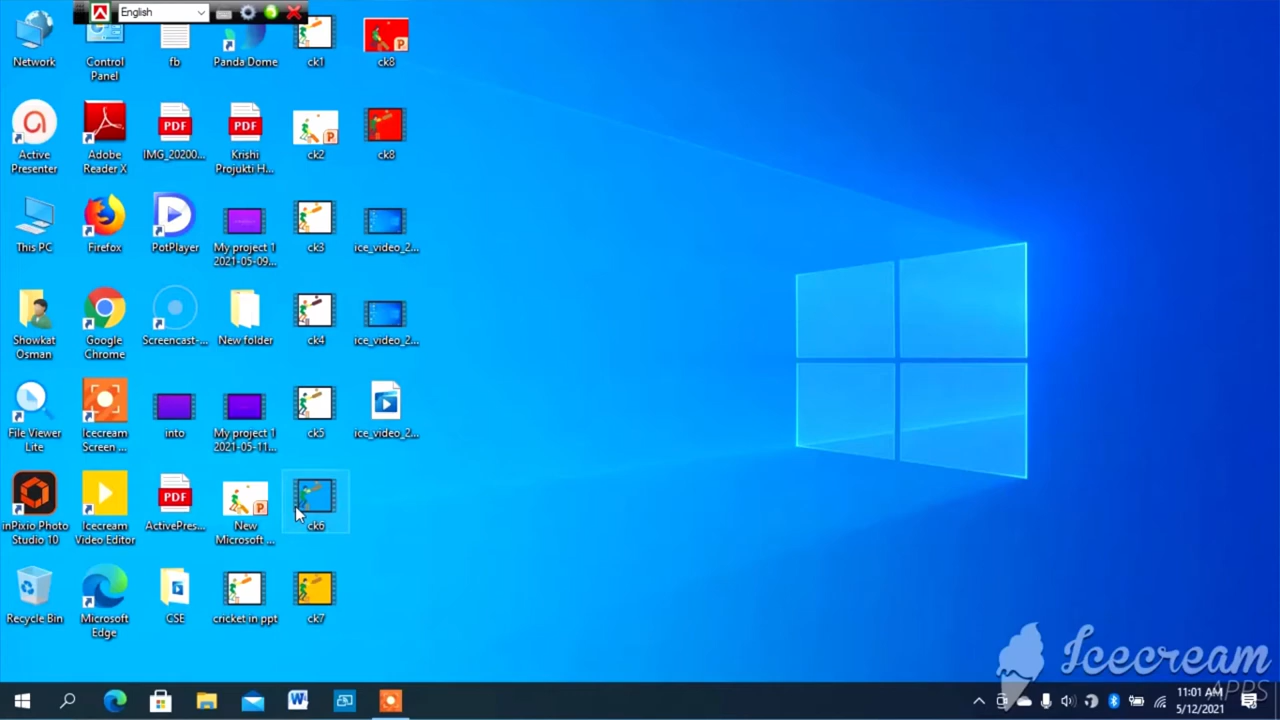 English
Network
Control
Panel
fb
Panda Dome
ck1
ck8
Active
Presenter
Adobe
Reader X
IMG_20200...
Krishi
Projukti H...
ck2
ck8
This PC
Firefox
PotPlayer
My project 1
2021-05-09...
ck3
ice_video_2...
Showkat
Osman
Google
Chrome
Screencast-...
New folder
ck4
ice_video_2...
File Viewer
Lite
Icecream
Screen ...
into
My project 1
2021-05-11...
ck5
ice_video_2...
inPixio Photo
Studio 10
Icecream
Video Editor
ActivePres...
New
Microsoft ...
ck6
Recycle Bin
Microsoft
Edge
CSE
cricket in ppt
ck7
PDF
PDF
PDF
Icecream
APPS
11:01 AM
5/12/2021